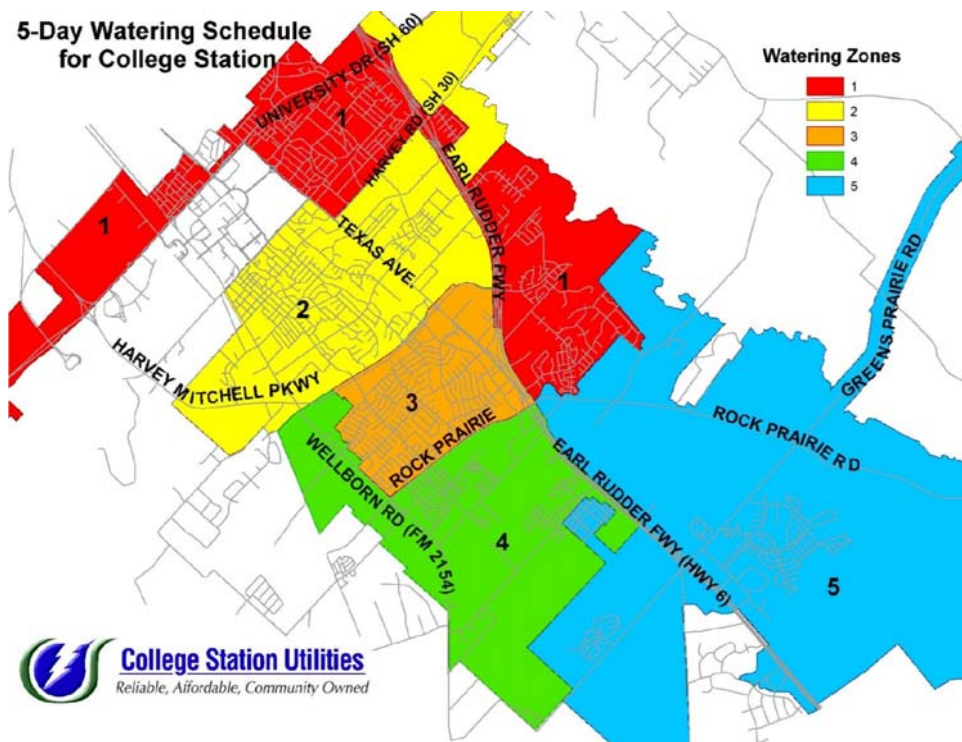 5-Day Watering Schedule
for College Station
UNIVERSITY DR (SH 60)
HARVEY RD (SH 30)
Watering Zones
1
2
3
4
5
1
1
EARL RUDDER FWY
TEXAS AVE.
1
2
GREENS PRAIRIE RD
HARVEY MITCHELL PKWY
3
ROCK PRAIRIE
ROCK PRAIRIE RD
WELLBORN RD (FM 2154)
EARL RUDDER FWY (HWY 6)
4
5
College Station Utilities
Reliable, Affordable, Community Owned